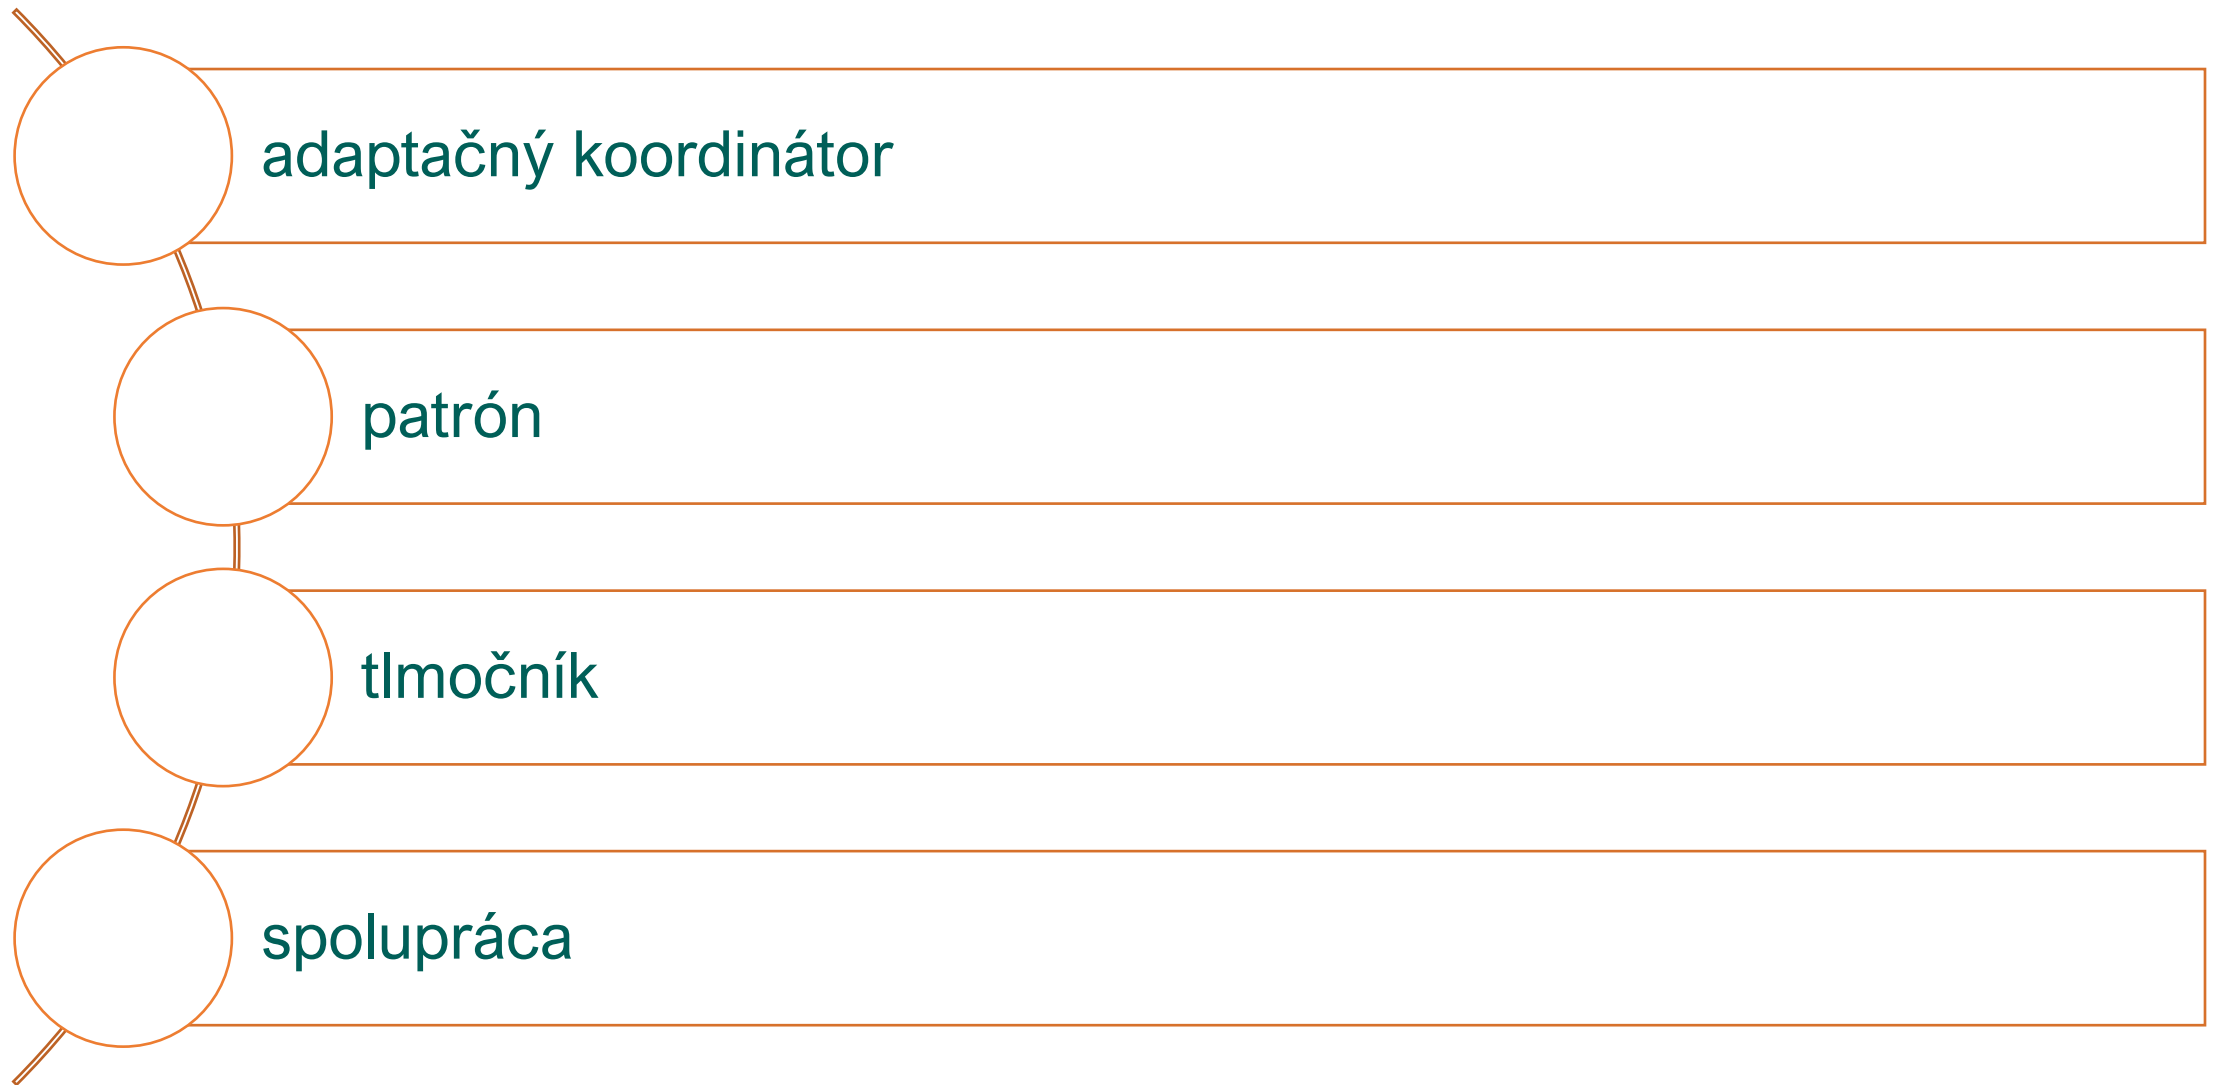 adaptačný koordinátor
patrón
tlmočník
spolupráca